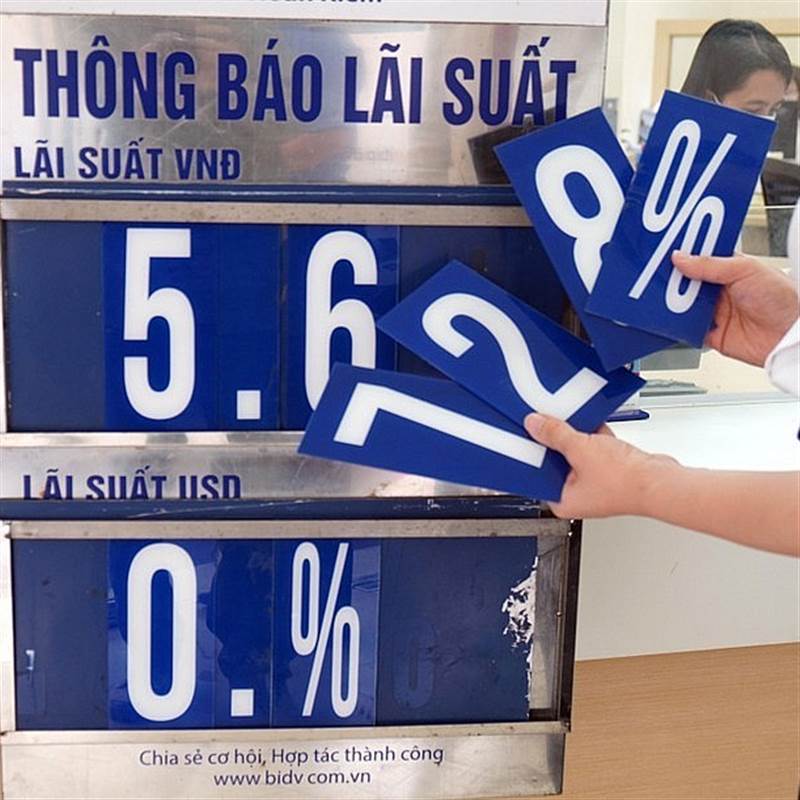 THÔNG BÁO LÃI SUẤT
LÃI SUẤT VNĐ
5.6
8 %
2
1
LÃI SUẤT USD
0.%
Chia sẻ cơ hội, Hợp tác thành công
www.bidv.com.vn